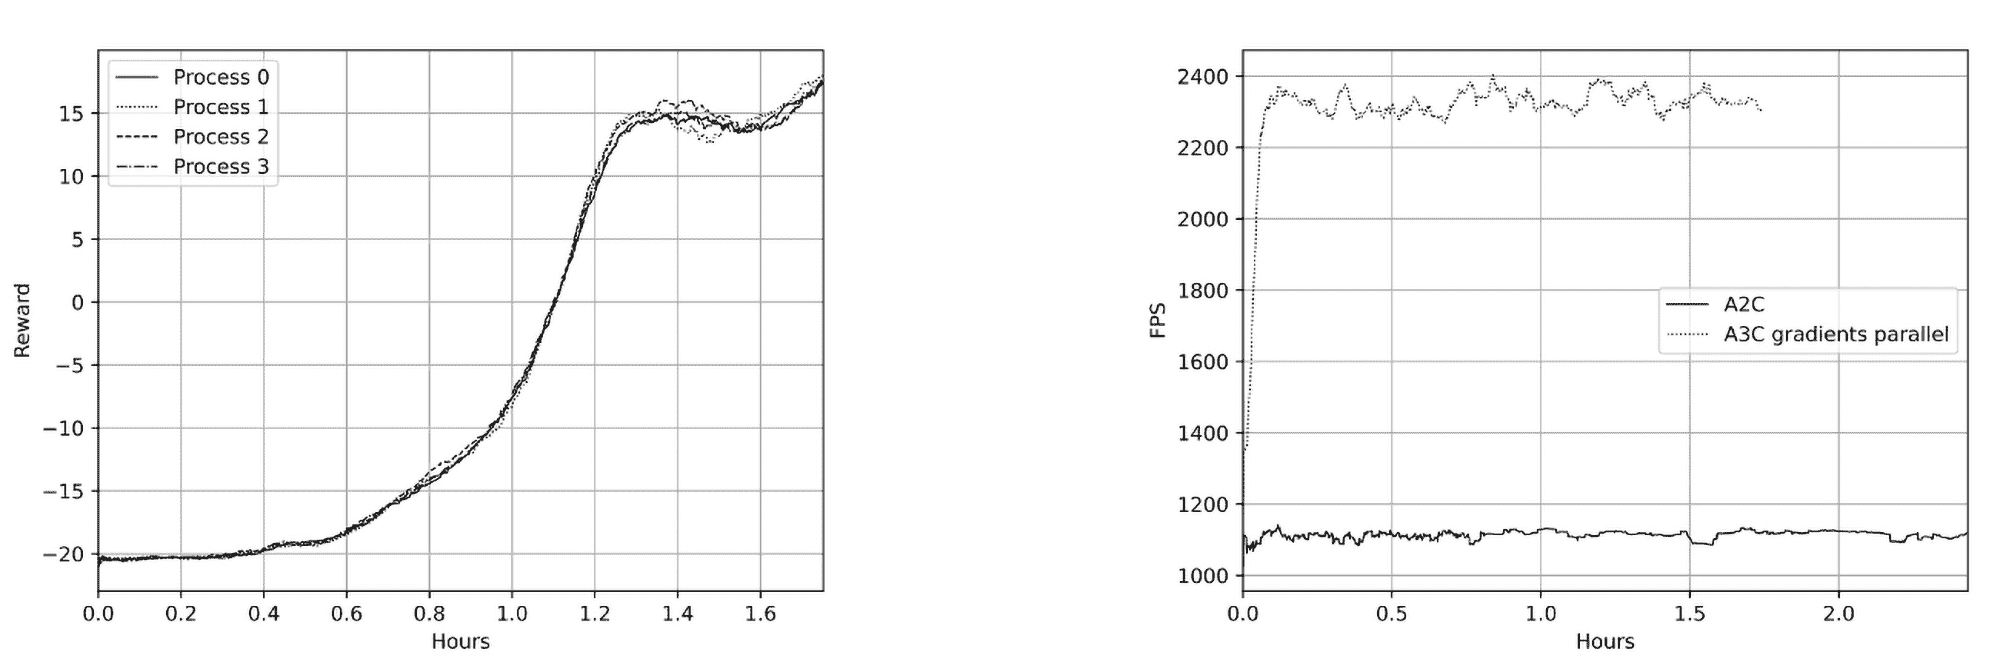 Process 0
Process 1
Process 2
Process 3
15
10
5
0
−5
−10
−15
−20
Reward
0.0 0.2 0.4 0.6 0.8 1.0 1.2 1.4 1.6
Hours
2400
2200
2000
1800
1600
1400
1200
1000
FPS
A2C
A3C gradients parallel
0.0 0.5 1.0 1.5 2.0
Hours